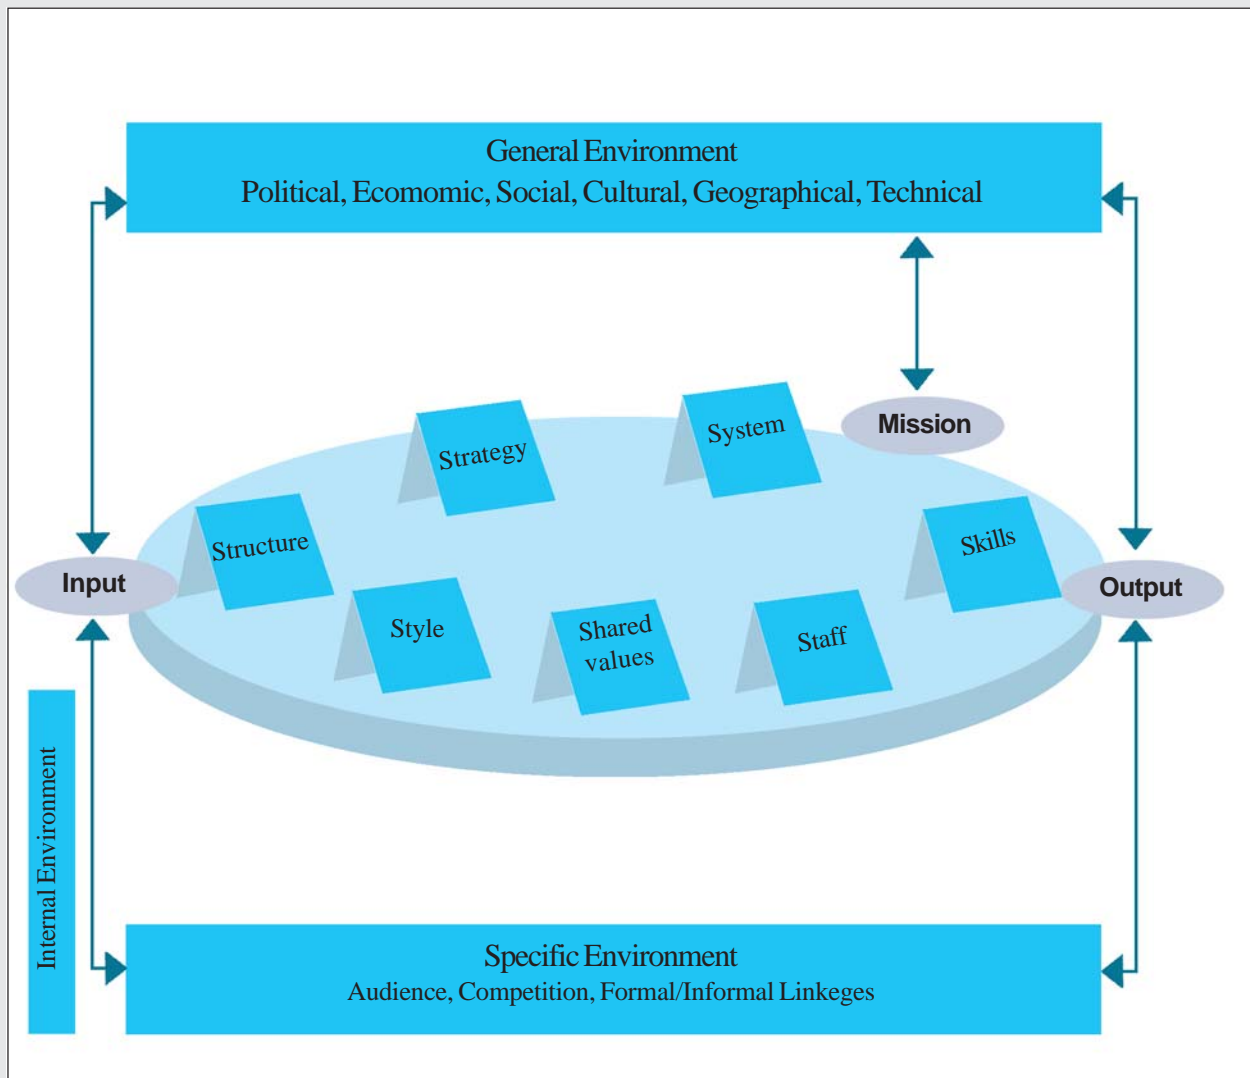 General Environment
Political, Ecomomic, Social, Cultural, Geographical, Technical
Mission
System
Strategy
Skills
Structure
Input
Output
Style
Shared
values
Staff
Internal Environment
Specific Environment
Audience, Competition, Formal/Informal Linkeges